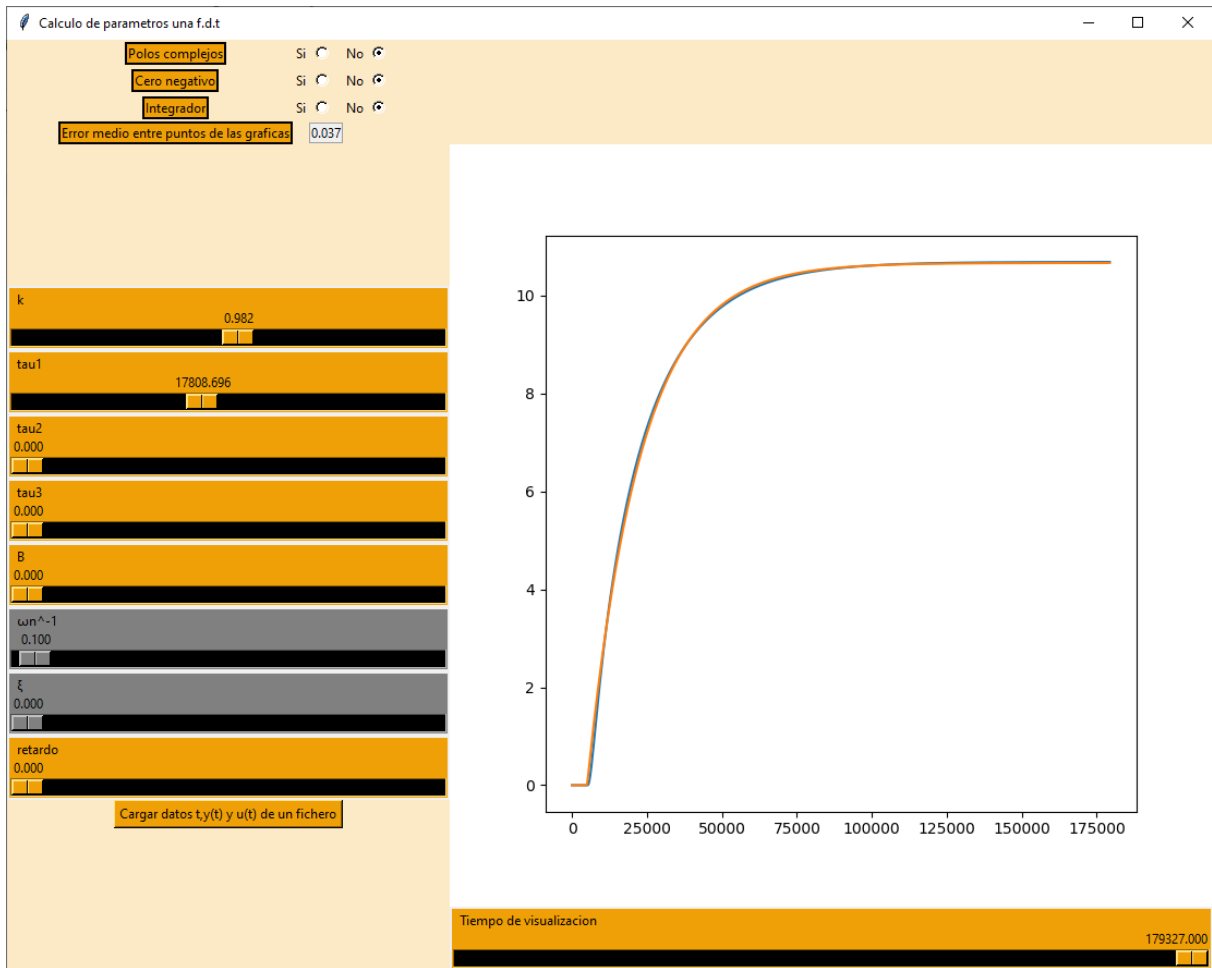 Calculo de parametros una f.d.t
Polos complejos Si No
Cero negativo Si No
Integrador Si No
Error medio entre puntos de las graficas 0.037
k
0.982
tau1
17808.696
tau2
0.000
tau3
0.000
B
0.000
ωn^-1
0.100
ξ
0.000
retardo
0.000
Cargar datos t,y(t) y u(t) de un fichero
10
8
6
4
2
0
0 25000 50000 75000 100000 125000 150000 175000
Tiempo de visualizacion
179327.000